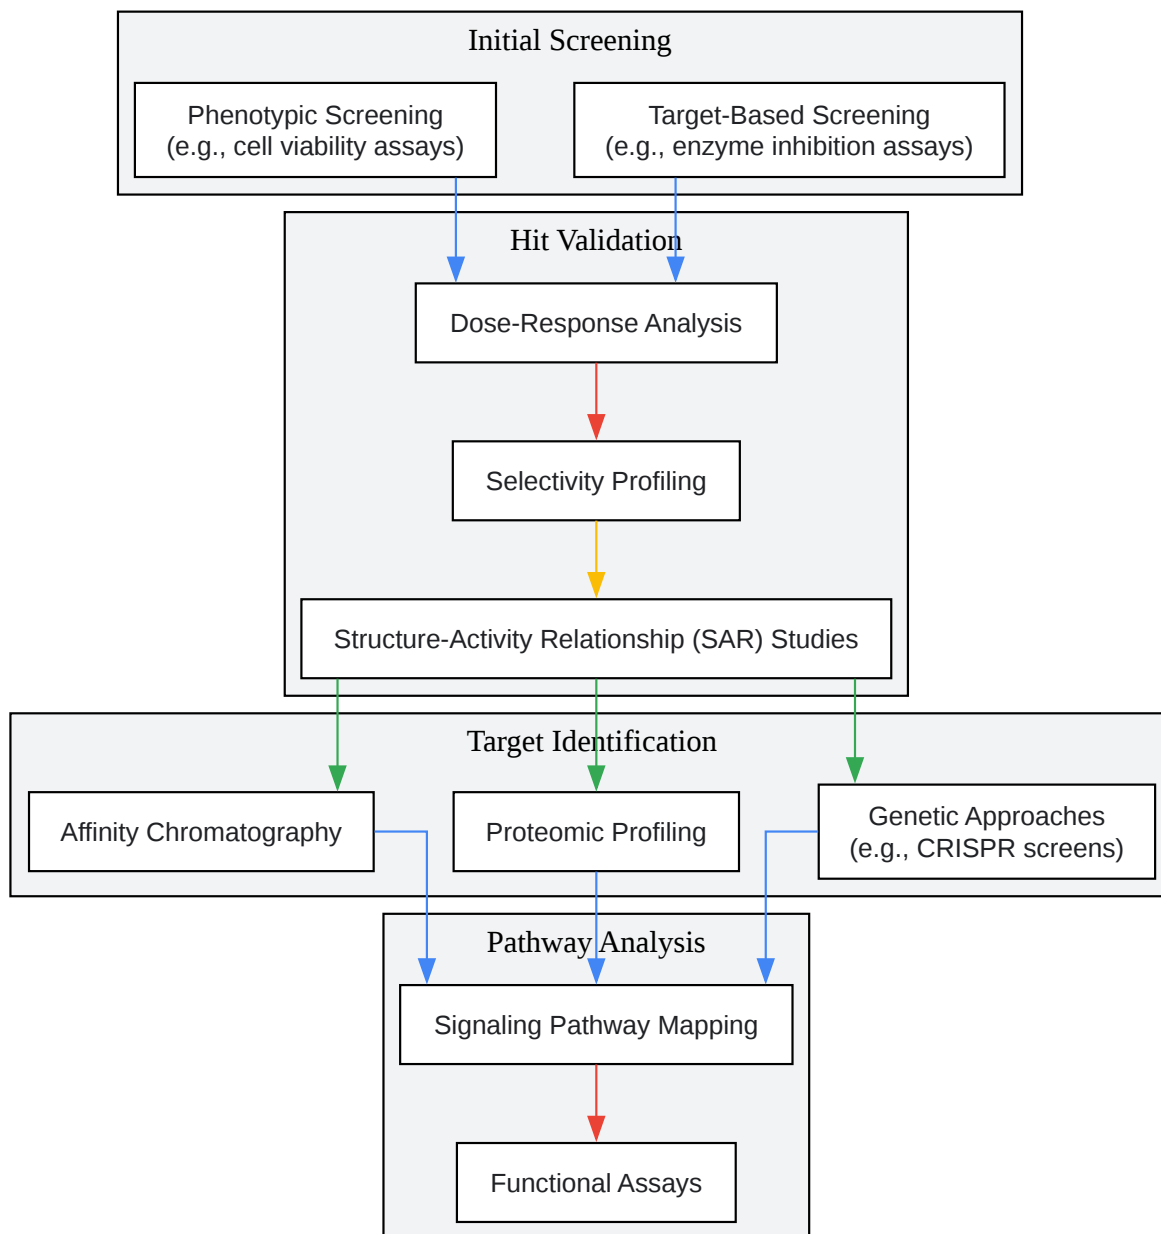 Initial Screening
Phenotypic Screening
(e.g., cell viability assays)
Target-Based Screening
(e.g., enzyme inhibition assays)
Hit Validation
Dose-Response Analysis
Selectivity Profiling
Structure-Activity Relationship (SAR) Studies
Target Identification
Affinity Chromatography
Proteomic Profiling
Genetic Approaches
(e.g., CRISPR screens)
Pathway Analysis
Signaling Pathway Mapping
Functional Assays